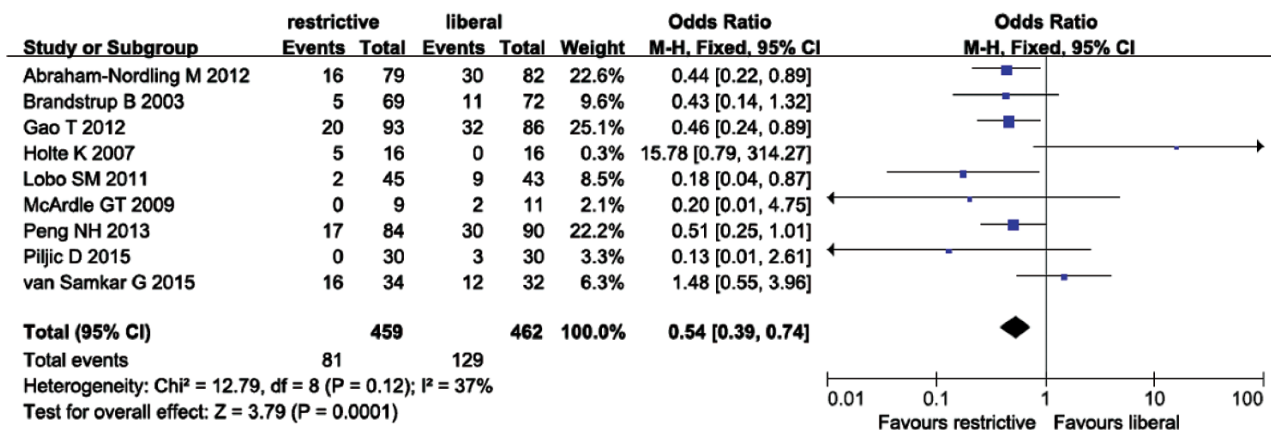 restrictive liberal Odds Ratio Odds Ratio
Study or Subgroup Events Total Events Total Weight M-H, Fixed, 95% CI M-H, Fixed, 95% CI
Abraham-Nordling M 2012 16 79 30 82 22.6% 0.44 [0.22, 0.89]
Brandstrup B 2003 5 69 11 72 9.6% 0.43 [0.14, 1.32]
Gao T 2012 20 93 32 86 25.1% 0.46 [0.24, 0.89]
Holte K 2007 5 16 0 16 0.3% 15.78 [0.79, 314.27]
Lobo SM 2011 2 45 9 43 8.5% 0.18 [0.04, 0.87]
McArdle GT 2009 0 9 2 11 2.1% 0.20 [0.01, 4.75]
Peng NH 2013 17 84 30 90 22.2% 0.51 [0.25, 1.01]
Piljic D 2015 0 30 3 30 3.3% 0.13 [0.01, 2.61]
van Samkar G 2015 16 34 12 32 6.3% 1.48 [0.55, 3.96]
Total (95% CI) 459 462 100.0% 0.54 [0.39, 0.74]
Total events 81 129
Heterogeneity: Chi² = 12.79, df = 8 (P = 0.12); I² = 37%
Test for overall effect: Z = 3.79 (P = 0.0001)
0.01 0.1 1 10 100
Favours restrictive Favours liberal